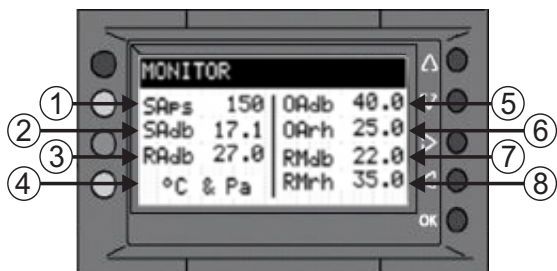 MONITOR
1 SAps 150 OAdb 40.0 5
2 SAdb 17.1 OArh 25.0 6
3 RAdb 27.0 RMdb 22.0 7
4 °C & Pa RMrh 35.0 8
OK